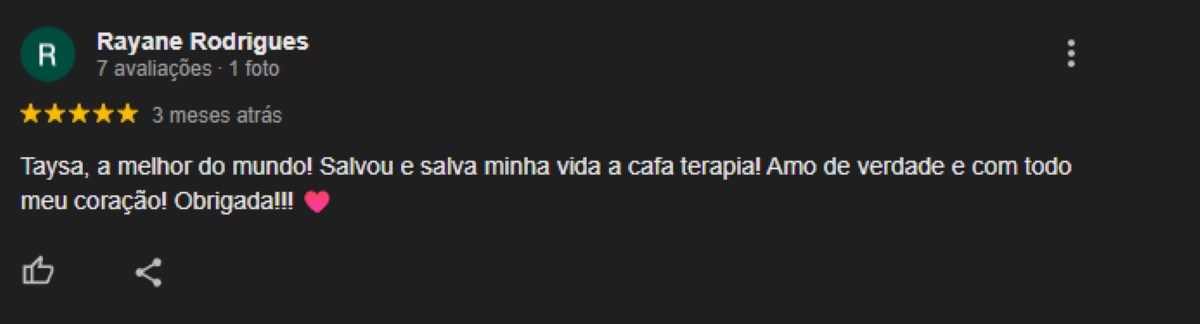 R
Rayane Rodrigues
7 avaliações · 1 foto
3 meses atrás
Taysa, a melhor do mundo! Salvou e salva minha vida a cafa terapia! Amo de verdade e com todo
meu coração! Obrigada!!! ❤